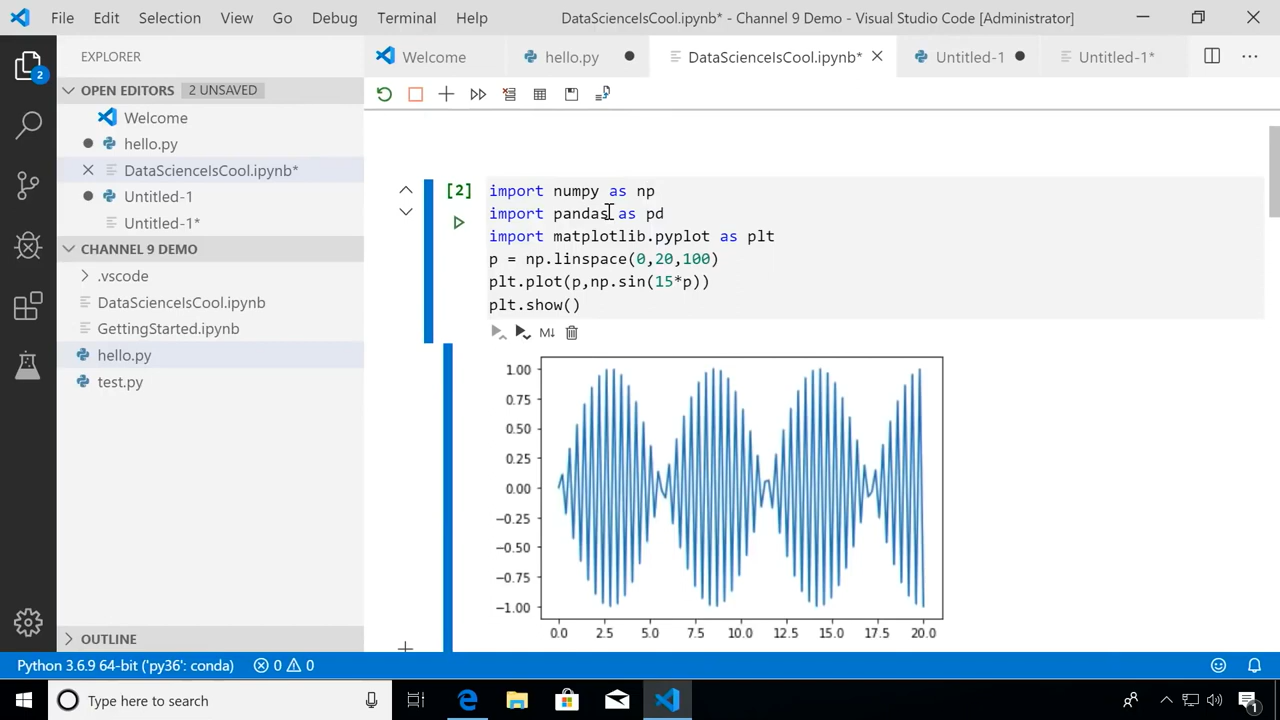 File Edit Selection View Go Debug Terminal Help DataScienceIsCool.ipynb* - Channel 9 Demo - Visual Studio Code [Administrator]
EXPLORER
Welcome
hello.py
DataScienceIsCool.ipynb*
Untitled-1
Untitled-1*
2
OPEN EDITORS 2 UNSAVED
Welcome
hello.py
DataScienceIsCool.ipynb*
Untitled-1
Untitled-1*
CHANNEL 9 DEMO
.vscode
DataScienceIsCool.ipynb
GettingStarted.ipynb
hello.py
test.py
OUTLINE
[2]
import numpy as np
import pandas as pd
import matplotlib.pyplot as plt
p = np.linspace(0,20,100)
plt.plot(p,np.sin(15*p))
plt.show()
M↓
1.00
0.75
0.50
0.25
0.00
−0.25
−0.50
−0.75
−1.00
0.0 2.5 5.0 7.5 10.0 12.5 15.0 17.5 20.0
Python 3.6.9 64-bit ('py36': conda) 0 0
Type here to search
1